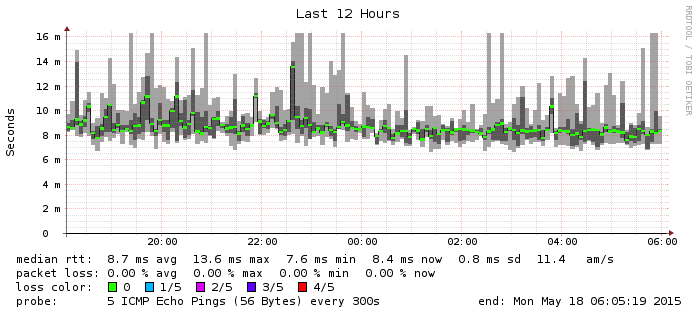 Last 12 Hours
RRDTOOL / TOBI OETIKER
Seconds
16 m
14 m
12 m
10 m
8 m
6 m
4 m
2 m
0
20:00 22:00 00:00 02:00 04:00 06:00
median rtt: 8.7 ms avg 13.6 ms max 7.6 ms min 8.4 ms now 0.8 ms sd 11.4 am/s
packet loss: 0.00 % avg 0.00 % max 0.00 % min 0.00 % now
loss color: 0 1/5 2/5 3/5 4/5
probe: 5 ICMP Echo Pings (56 Bytes) every 300s end: Mon May 18 06:05:19 2015